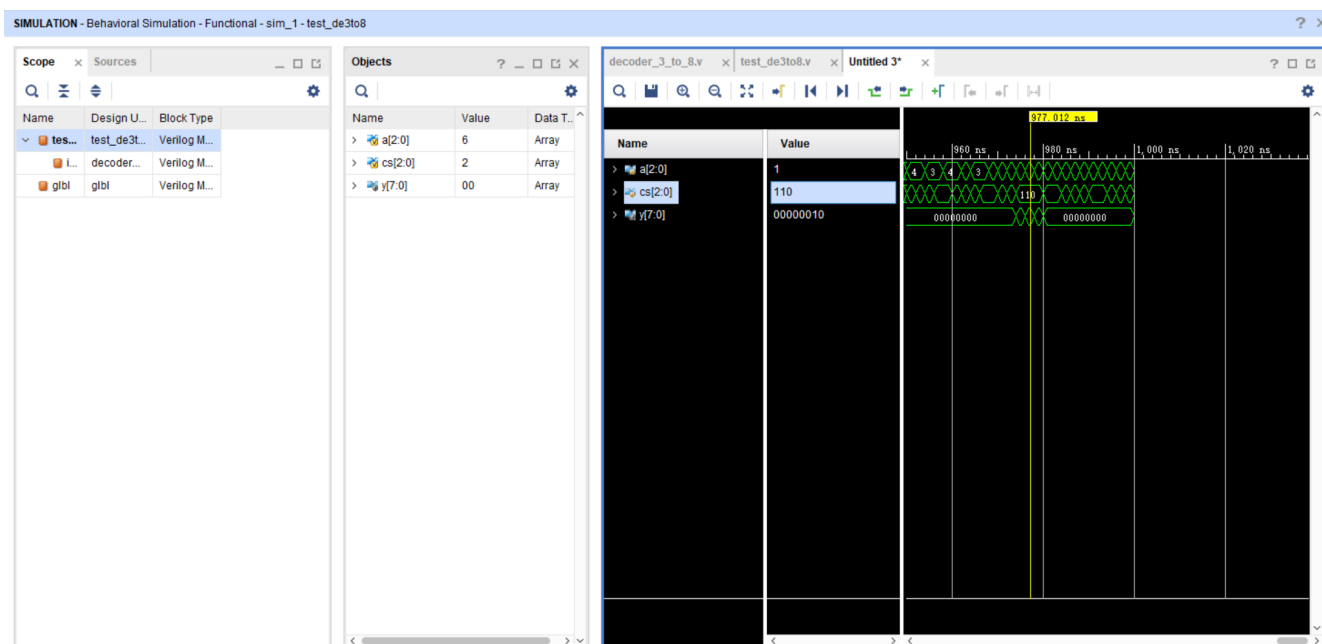 SIMULATION - Behavioral Simulation - Functional - sim_1 - test_de3to8
Scope Sources
Name Design U... Block Type
tes... test_de3t... Verilog M...
i... decoder... Verilog M...
glbl glbl Verilog M...
Objects
Name Value Data T..
a[2:0] 6 Array
cs[2:0] 2 Array
y[7:0] 00 Array
decoder_3_to_8.v test_de3to8.v Untitled 3*
977.012 ns
Name Value
960 ns 980 ns 1,000 ns 1,020 ns
a[2:0] 1 4 3 4 3
cs[2:0] 110 110
y[7:0] 00000010 00000000 00000000